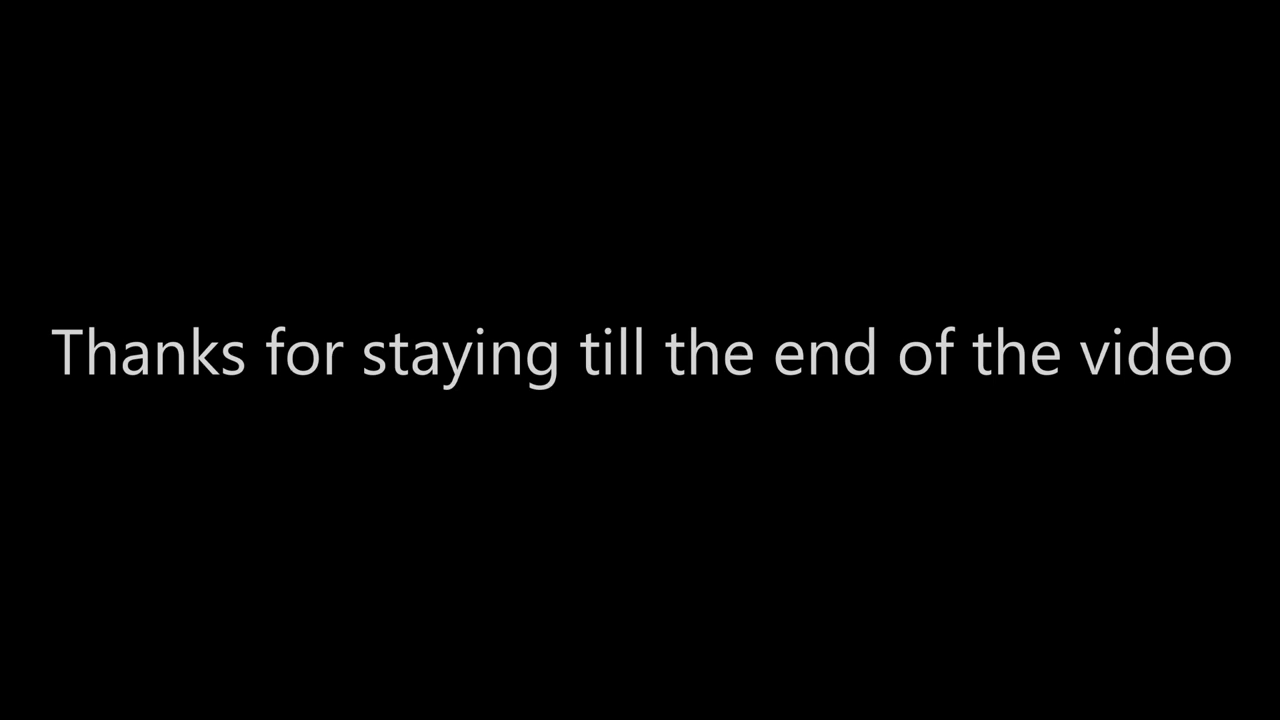 Thanks for staying till the end of the video